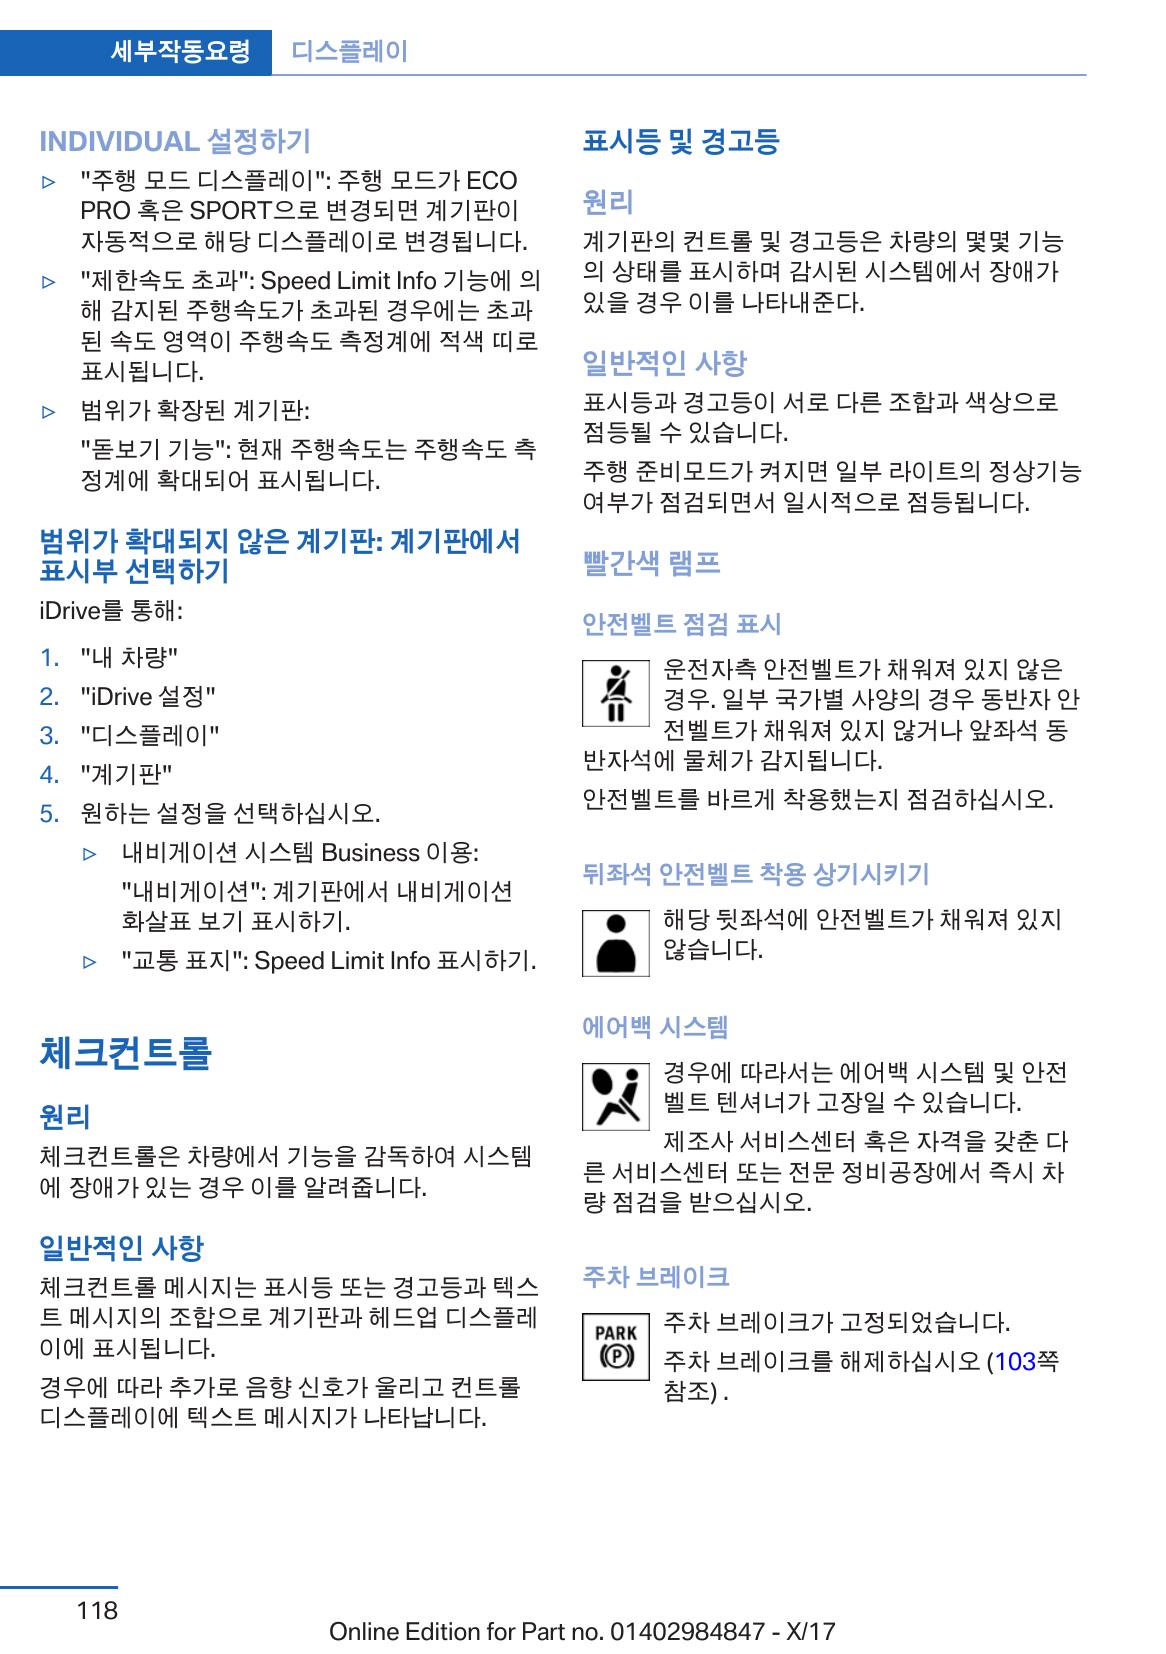 세부작동요령 디스플레이
INDIVIDUAL 설정하기
▷ "주행 모드 디스플레이": 주행 모드가 ECO
PRO 혹은 SPORT으로 변경되면 계기판이
자동적으로 해당 디스플레이로 변경됩니다.
▷ "제한속도 초과": Speed Limit Info 기능에 의
해 감지된 주행속도가 초과된 경우에는 초과
된 속도 영역이 주행속도 측정계에 적색 띠로
표시됩니다.
▷ 범위가 확장된 계기판:
"돋보기 기능": 현재 주행속도는 주행속도 측
정계에 확대되어 표시됩니다.
범위가 확대되지 않은 계기판: 계기판에서
표시부 선택하기
iDrive를 통해:
1. "내 차량"
2. "iDrive 설정"
3. "디스플레이"
4. "계기판"
5. 원하는 설정을 선택하십시오.
▷ 내비게이션 시스템 Business 이용:
"내비게이션": 계기판에서 내비게이션
화살표 보기 표시하기.
▷ "교통 표지": Speed Limit Info 표시하기.
체크컨트롤
원리
체크컨트롤은 차량에서 기능을 감독하여 시스템
에 장애가 있는 경우 이를 알려줍니다.
일반적인 사항
체크컨트롤 메시지는 표시등 또는 경고등과 텍스
트 메시지의 조합으로 계기판과 헤드업 디스플레
이에 표시됩니다.
경우에 따라 추가로 음향 신호가 울리고 컨트롤
디스플레이에 텍스트 메시지가 나타납니다.
표시등 및 경고등
원리
계기판의 컨트롤 및 경고등은 차량의 몇몇 기능
의 상태를 표시하며 감시된 시스템에서 장애가
있을 경우 이를 나타내준다.
일반적인 사항
표시등과 경고등이 서로 다른 조합과 색상으로
점등될 수 있습니다.
주행 준비모드가 켜지면 일부 라이트의 정상기능
여부가 점검되면서 일시적으로 점등됩니다.
빨간색 램프
안전벨트 점검 표시
운전자측 안전벨트가 채워져 있지 않은
경우. 일부 국가별 사양의 경우 동반자 안
전벨트가 채워져 있지 않거나 앞좌석 동
반자석에 물체가 감지됩니다.
안전벨트를 바르게 착용했는지 점검하십시오.
뒤좌석 안전벨트 착용 상기시키기
해당 뒷좌석에 안전벨트가 채워져 있지
않습니다.
에어백 시스템
경우에 따라서는 에어백 시스템 및 안전
벨트 텐셔너가 고장일 수 있습니다.
제조사 서비스센터 혹은 자격을 갖춘 다
른 서비스센터 또는 전문 정비공장에서 즉시 차
량 점검을 받으십시오.
주차 브레이크
PARK
(P)
주차 브레이크가 고정되었습니다.
주차 브레이크를 해제하십시오 (103쪽
참조) .
118
Online Edition for Part no. 01402984847 - X/17